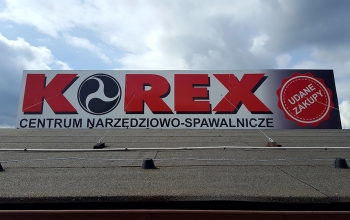 KOREX
CENTRUM NARZĘDZIOWO-SPAWALNICZE
UDANE
ZAKUPY